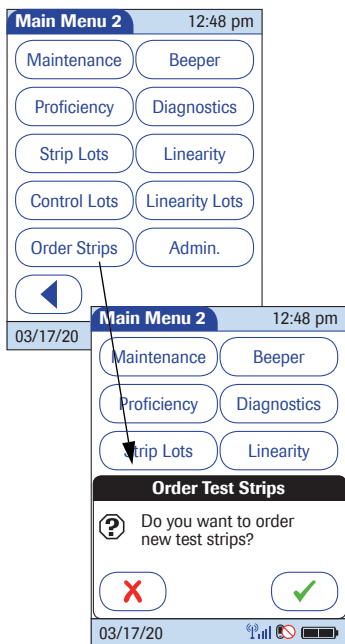 Main Menu 2 12:48 pm
Maintenance Beeper
Proficiency Diagnostics
Strip Lots Linearity
Control Lots Linearity Lots
Order Strips Admin.
03/17/20
Main Menu 2 12:48 pm
Maintenance Beeper
Proficiency Diagnostics
Strip Lots Linearity
Order Test Strips
? Do you want to order
new test strips?
03/17/20